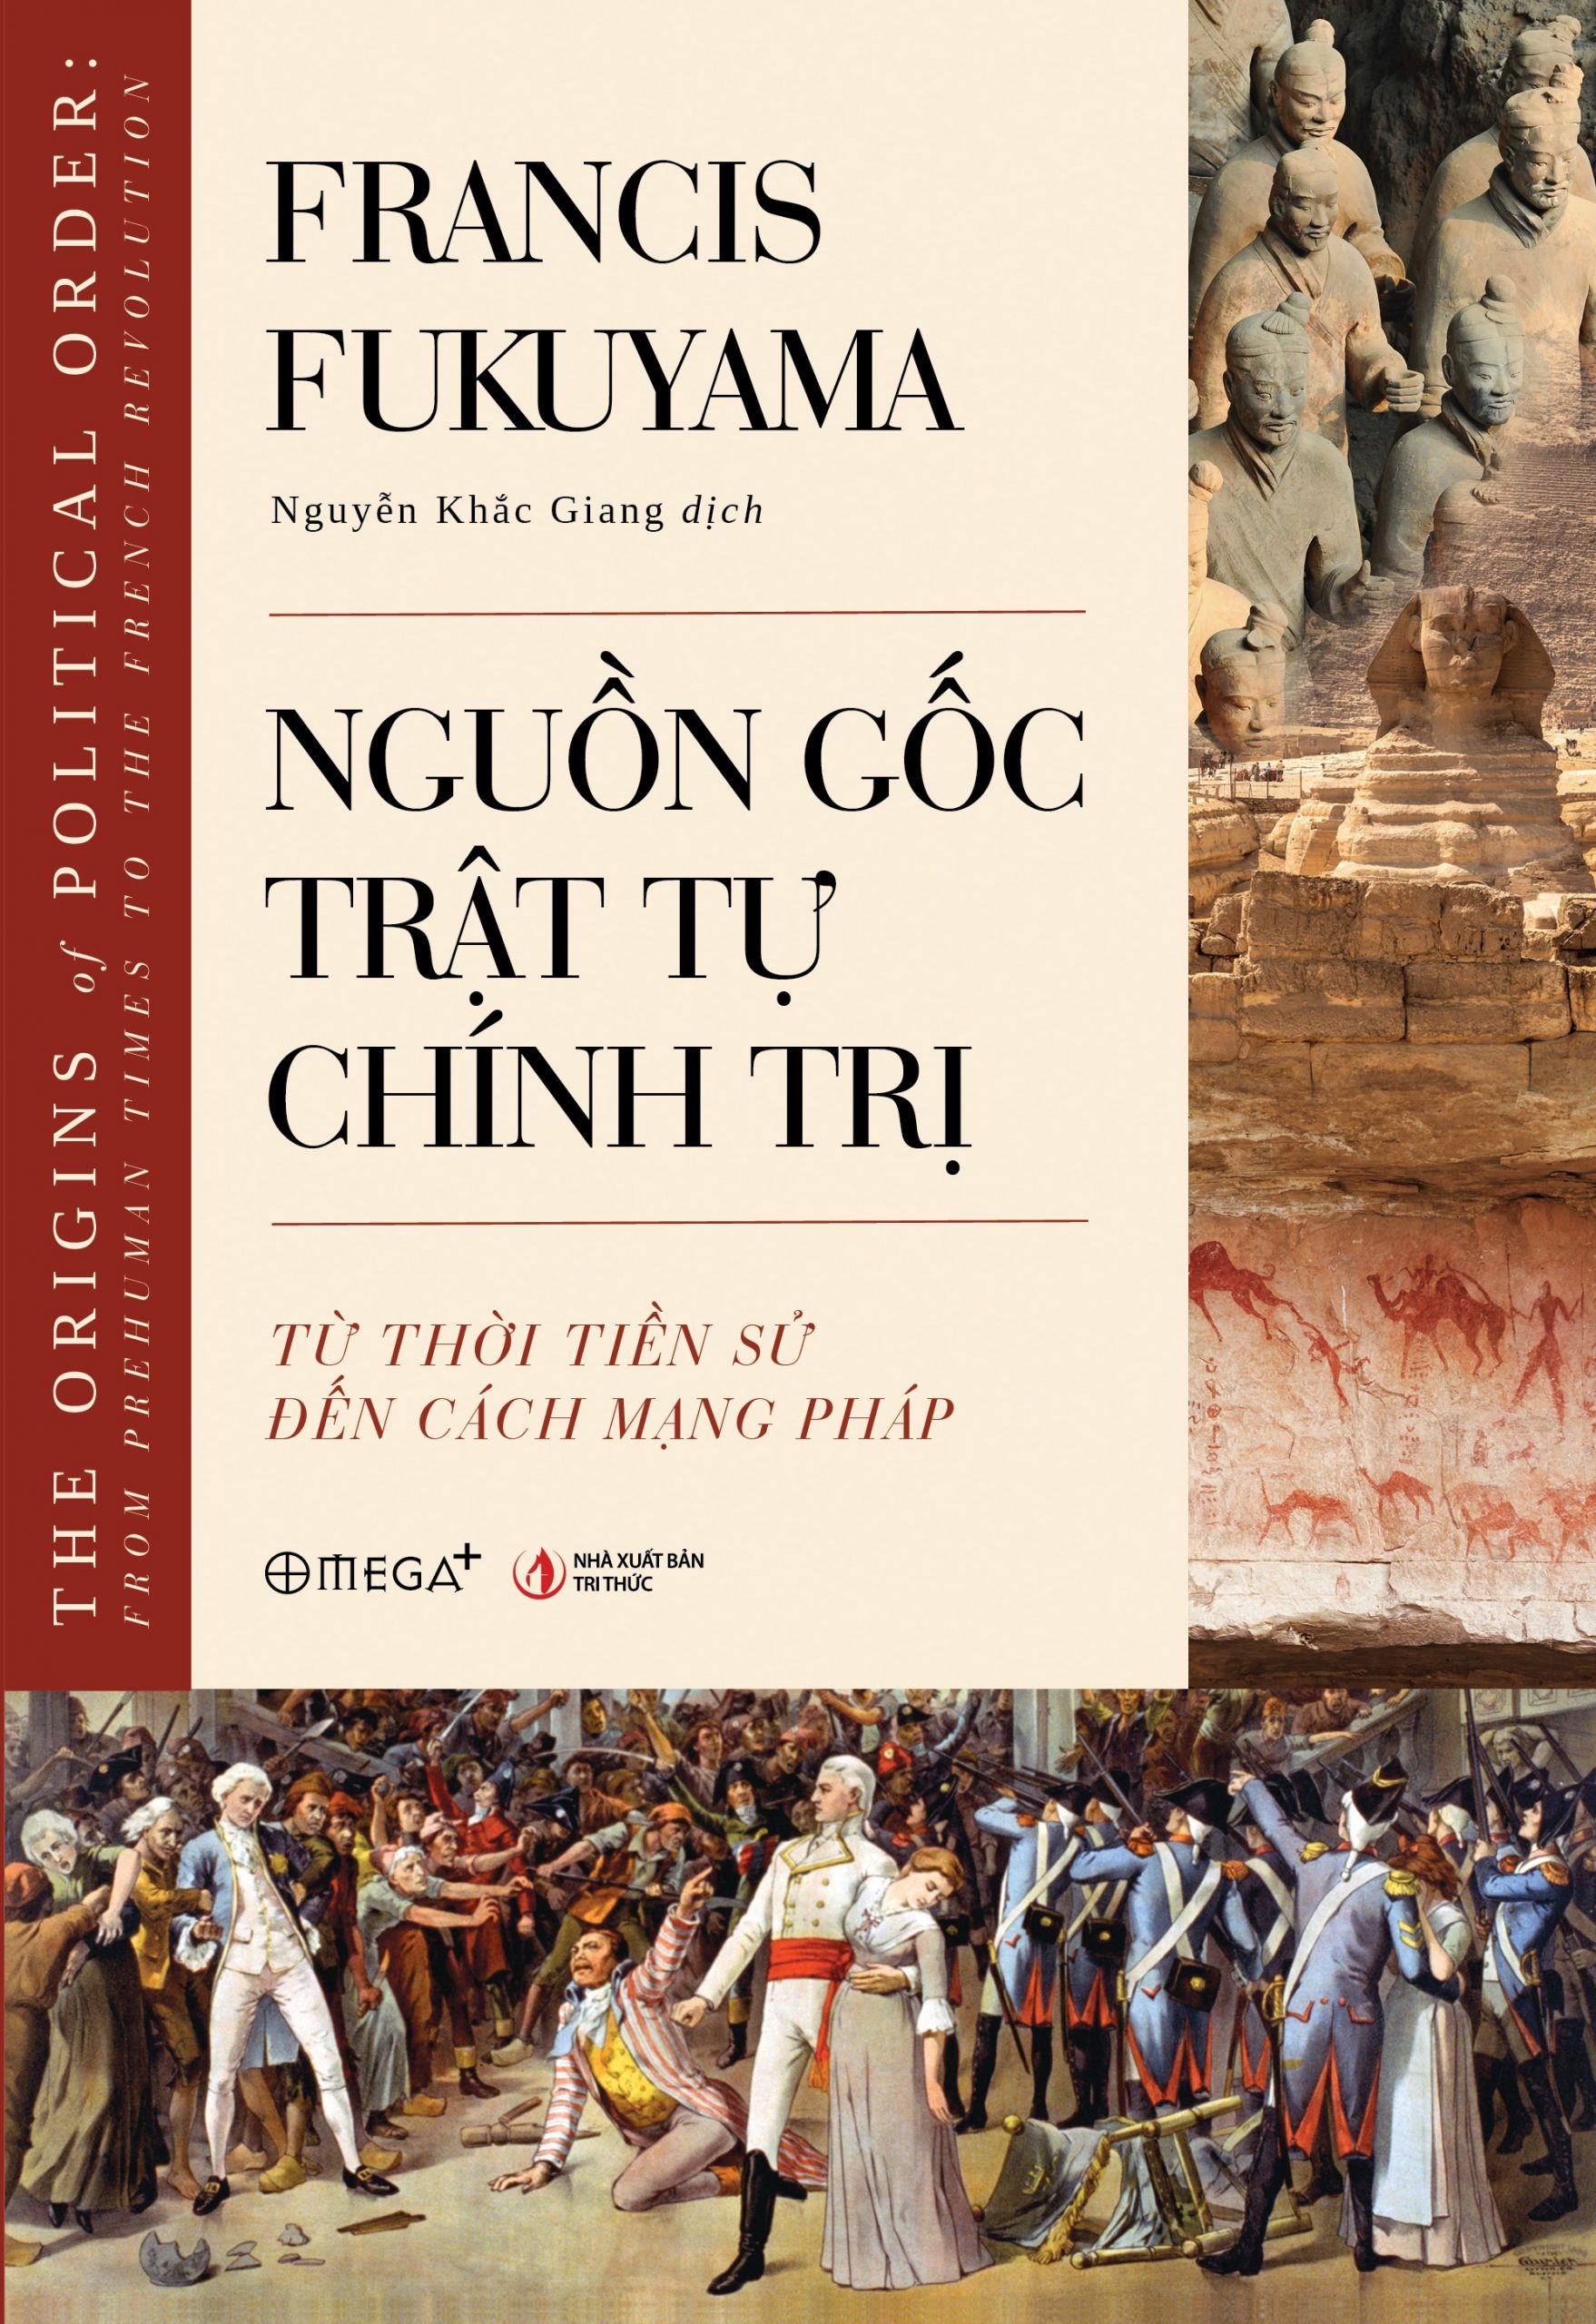 THE ORIGINS of POLITICAL ORDER:
FROM PREHUMAN TIMES TO THE FRENCH REVOLUTION
FRANCIS
FUKUYAMA
Nguyễn Khắc Giang dịch
NGUỒN GỐC
TRẬT TỰ
CHÍNH TRỊ
TỪ THỜI TIỀN SỬ
ĐẾN CÁCH MẠNG PHÁP
OMEGA+
NHÀ XUẤT BẢN
TRI THỨC